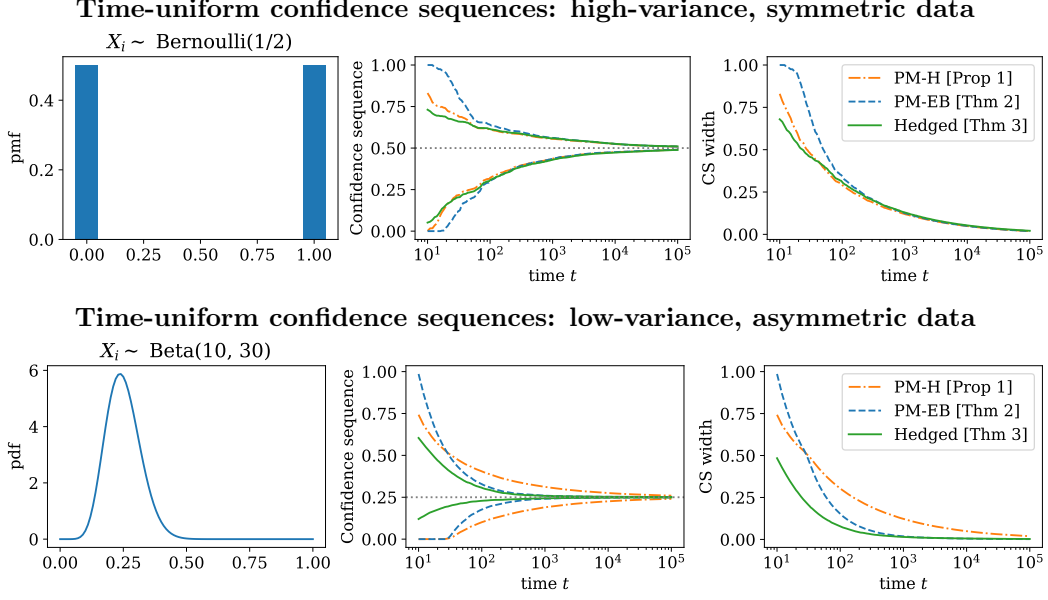 Time-uniform confidence sequences: high-variance, symmetric data
X_i ∼ Bernoulli(1/2)
pmf
0.4
0.2
0.0
0.00 0.25 0.50 0.75 1.00
Confidence sequence
1.00
0.75
0.50
0.25
0.00
10^1 10^2 10^3 10^4 10^5
time t
CS width
1.00
0.75
0.50
0.25
0.00
10^1 10^2 10^3 10^4 10^5
time t
PM-H [Prop 1]
PM-EB [Thm 2]
Hedged [Thm 3]
Time-uniform confidence sequences: low-variance, asymmetric data
X_i ∼ Beta(10, 30)
pdf
6
4
2
0
0.00 0.25 0.50 0.75 1.00
Confidence sequence
1.00
0.75
0.50
0.25
0.00
10^1 10^2 10^3 10^4 10^5
time t
CS width
1.00
0.75
0.50
0.25
0.00
10^1 10^2 10^3 10^4 10^5
time t
PM-H [Prop 1]
PM-EB [Thm 2]
Hedged [Thm 3]